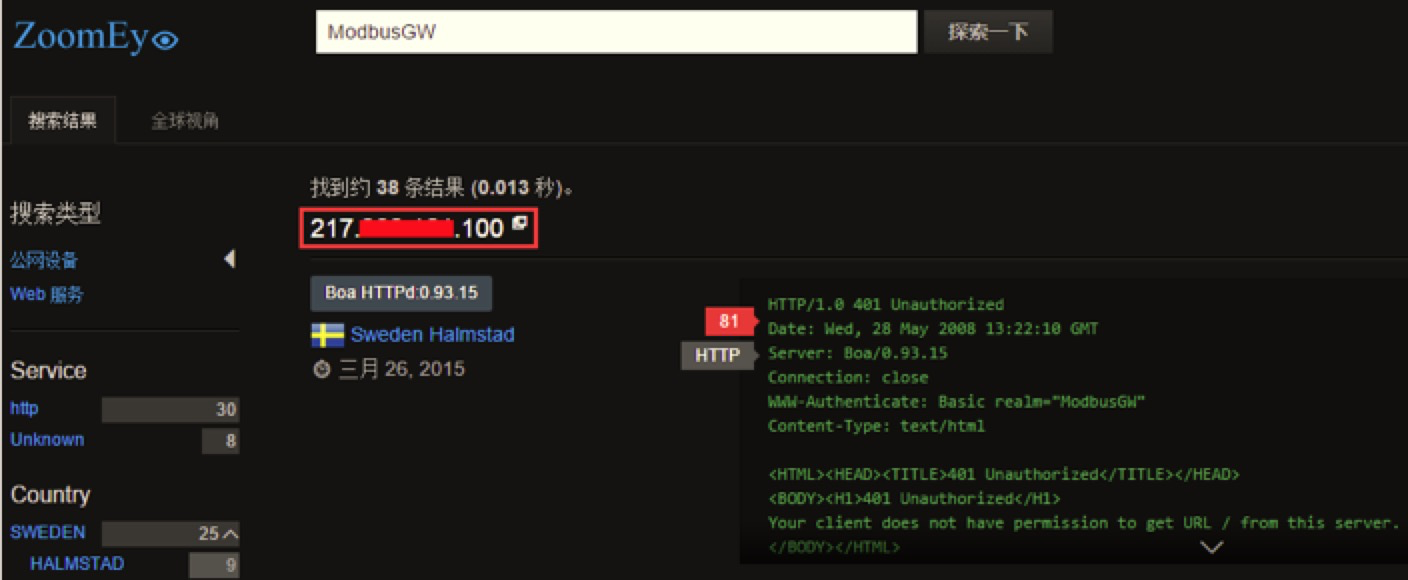 ZoomEy
ModbusGW
探索一下
搜索结果
全球视角
找到约 38 条结果 (0.013 秒)。
217. .100
搜索类型
公网设备
Web 服务
Boa HTTPd:0.93.15
Sweden Halmstad
三月 26, 2015
81
HTTP
HTTP/1.0 401 Unauthorized
Date: Wed, 28 May 2008 13:22:10 GMT
Server: Boa/0.93.15
Connection: close
WWW-Authenticate: Basic realm="ModbusGW"
Content-Type: text/html
<HTML><HEAD><TITLE>401 Unauthorized</TITLE></HEAD>
<BODY><H1>401 Unauthorized</H1>
Your client does not have permission to get URL / from this server.
</BODY></HTML>
Service
http 30
Unknown 8
Country
SWEDEN 25
HALMSTAD 9